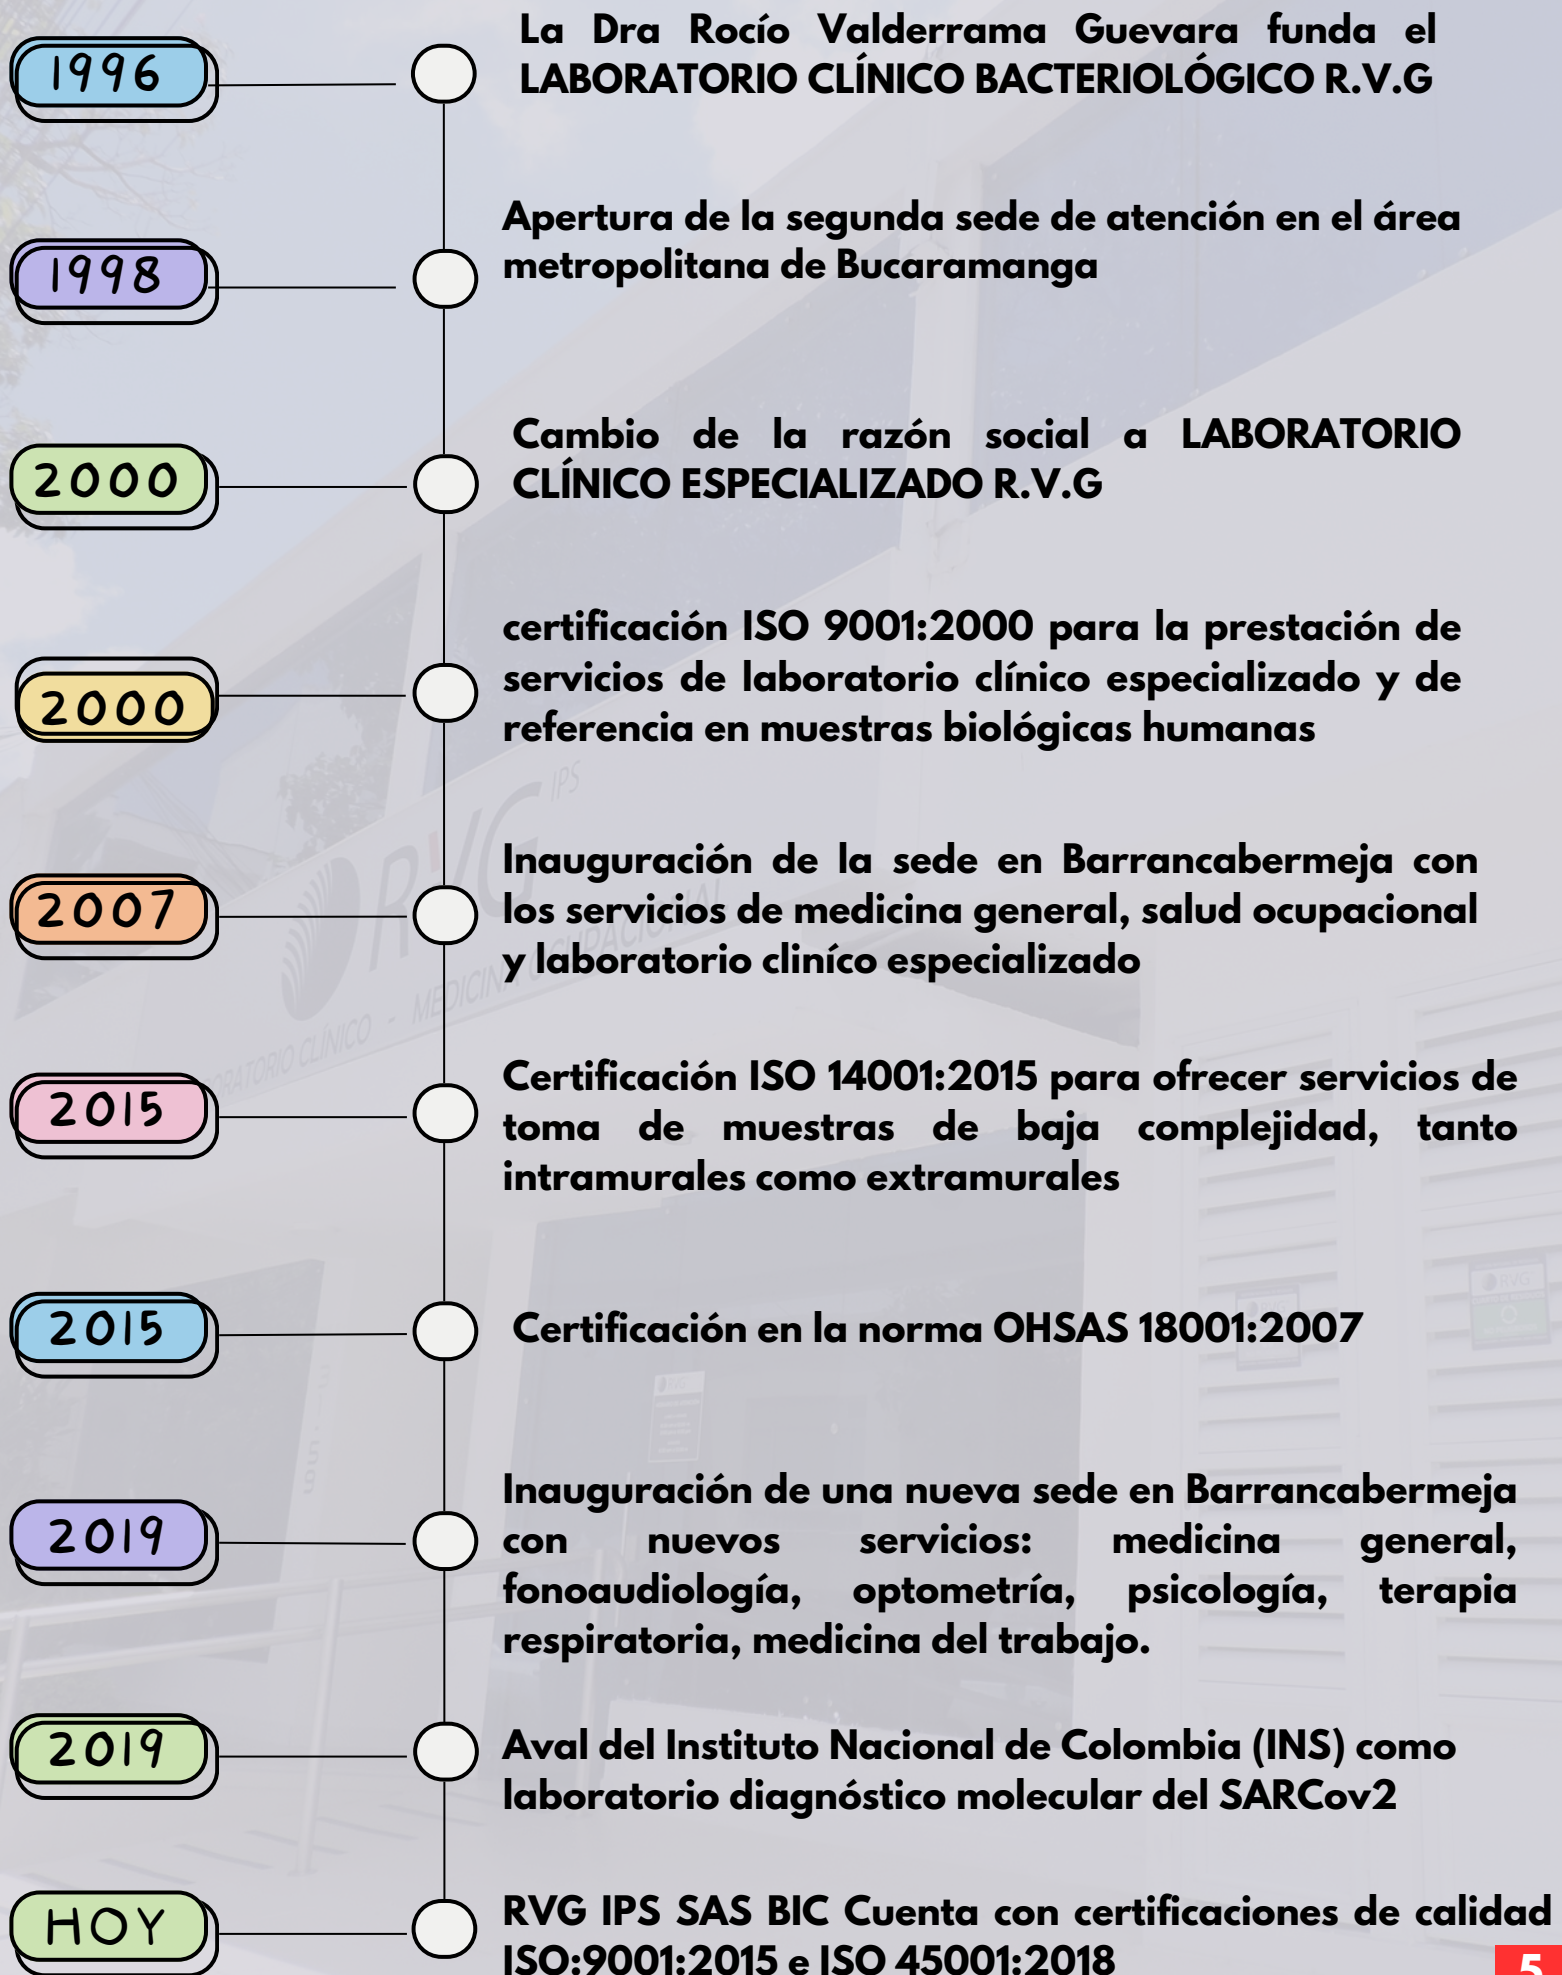 1996
La Dra Rocío Valderrama Guevara funda el
LABORATORIO CLÍNICO BACTERIOLÓGICO R.V.G
1998
Apertura de la segunda sede de atención en el área
metropolitana de Bucaramanga
2000
Cambio de la razón social a LABORATORIO
CLÍNICO ESPECIALIZADO R.V.G
2000
certificación ISO 9001:2000 para la prestación de
servicios de laboratorio clínico especializado y de
referencia en muestras biológicas humanas
RVG IPS
MEDICINA OCUPACIONAL
2007
Inauguración de la sede en Barrancabermeja con
los servicios de medicina general, salud ocupacional
y laboratorio cliníco especializado
2015
Certificación ISO 14001:2015 para ofrecer servicios de
toma de muestras de baja complejidad, tanto
intramurales como extramurales
2015
Certificación en la norma OHSAS 18001:2007
2019
Inauguración de una nueva sede en Barrancabermeja
con nuevos servicios: medicina general,
fonoaudiología, optometría, psicología, terapia
respiratoria, medicina del trabajo.
2019
Aval del Instituto Nacional de Colombia (INS) como
laboratorio diagnóstico molecular del SARCov2
HOY
RVG IPS SAS BIC Cuenta con certificaciones de calidad
ISO:9001:2015 e ISO 45001:2018
5